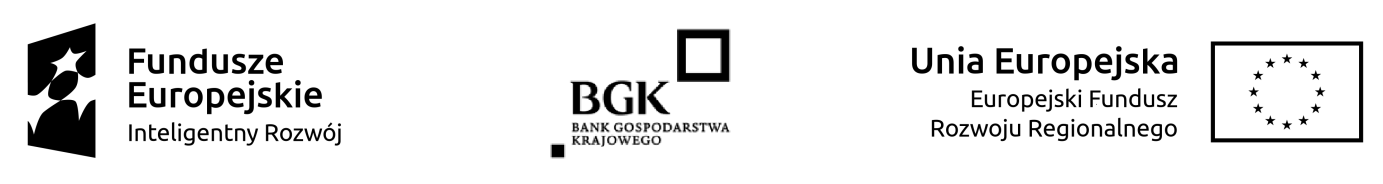 Fundusze
Europejskie
Inteligentny Rozwój
BGK
BANK GOSPODARSTWA
KRAJOWEGO
Unia Europejska
Europejski Fundusz
Rozwoju Regionalnego